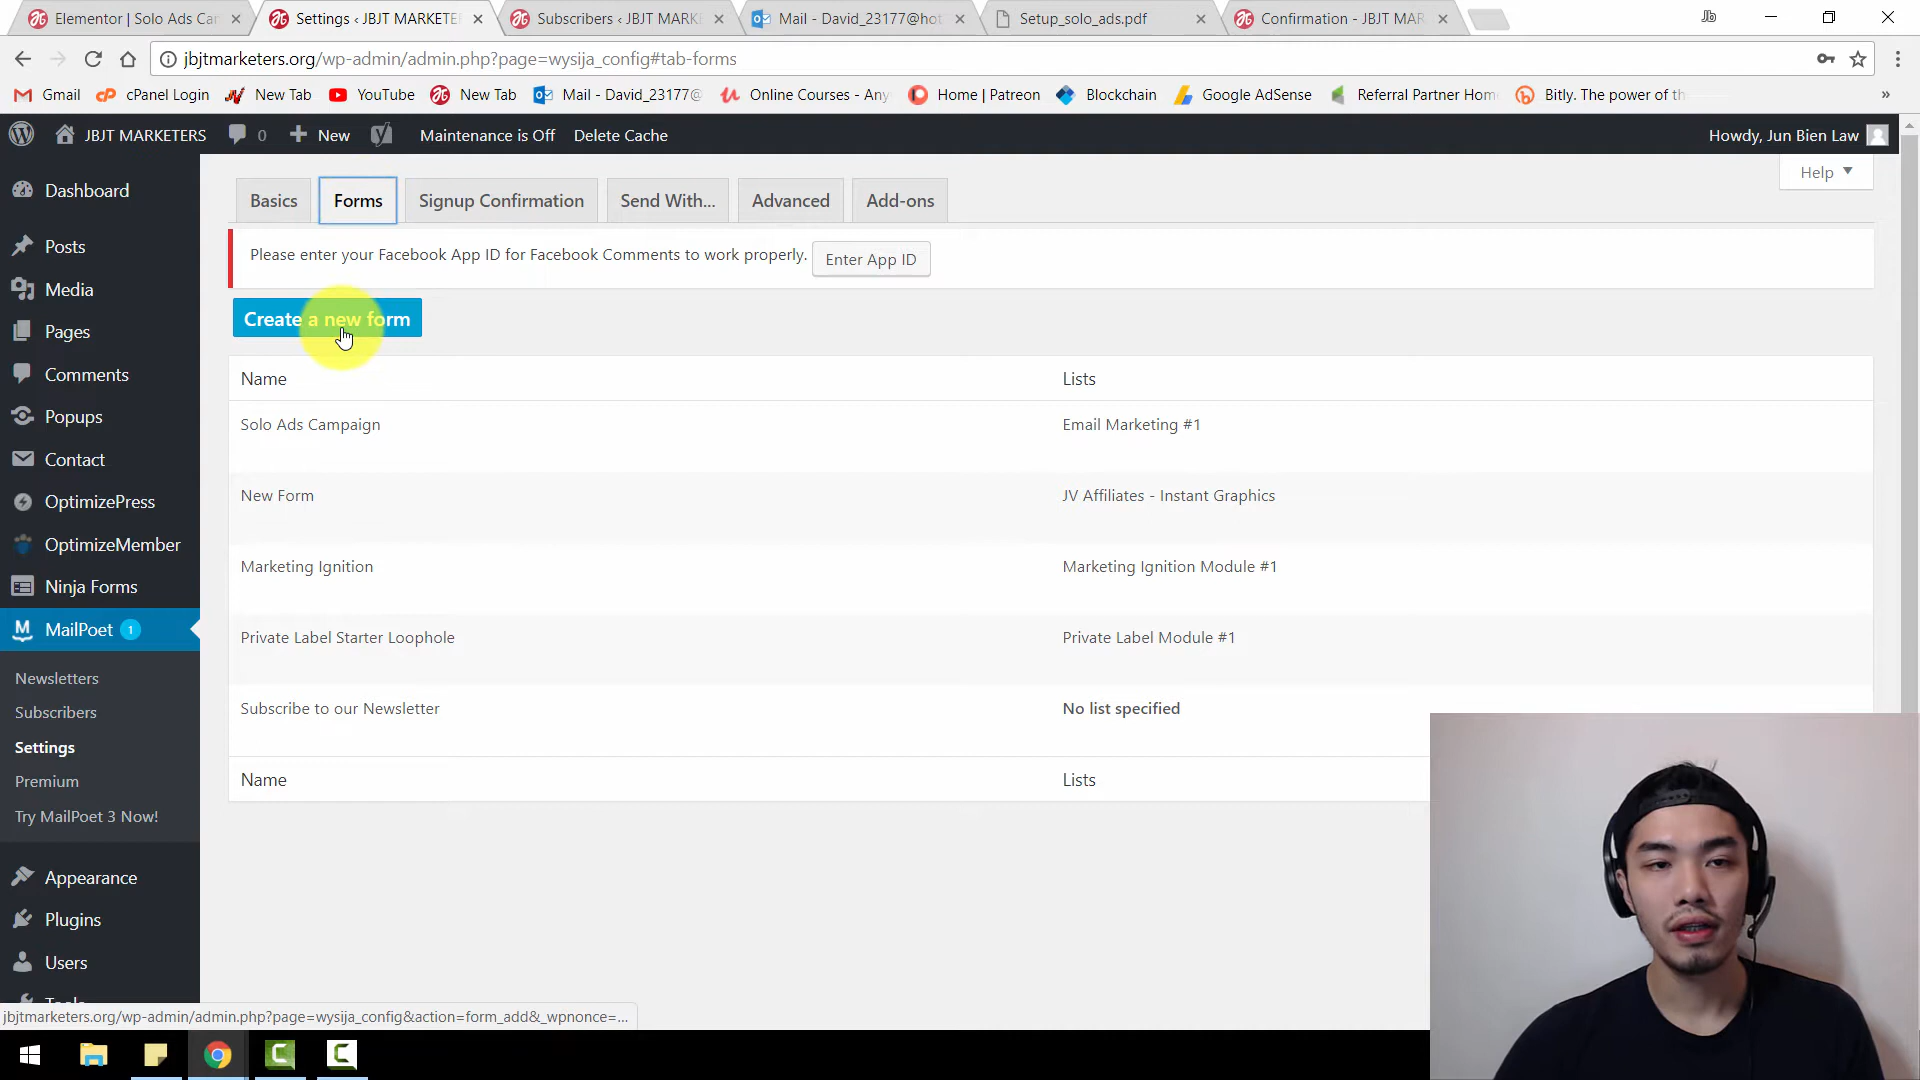 Elementor | Solo Ads Ca
Settings ‹ JBJT MARKETE
Subscribers ‹ JBJT MARK
Mail - David_23177@hot
Setup_solo_ads.pdf
Confirmation - JBJT MAR
Jb
jbjtmarketers.org/wp-admin/admin.php?page=wysija_config#tab-forms
Gmail
cPanel Login
New Tab
YouTube
New Tab
Mail - David_23177@
Online Courses - Any
Home | Patreon
Blockchain
Google AdSense
Referral Partner Hom
Bitly. The power of th
»
JBJT MARKETERS
0
New
Maintenance is Off
Delete Cache
Howdy, Jun Bien Law
Help
Dashboard
Posts
Media
Pages
Comments
Popups
Contact
OptimizePress
OptimizeMember
Ninja Forms
MailPoet 1
Newsletters
Subscribers
Settings
Premium
Try MailPoet 3 Now!
Appearance
Plugins
Users
Tools
Basics
Forms
Signup Confirmation
Send With...
Advanced
Add-ons
Please enter your Facebook App ID for Facebook Comments to work properly.
Enter App ID
Create a new form
Name Lists
Solo Ads Campaign Email Marketing #1
New Form JV Affiliates - Instant Graphics
Marketing Ignition Marketing Ignition Module #1
Private Label Starter Loophole Private Label Module #1
Subscribe to our Newsletter No list specified
Name Lists
jbjtmarketers.org/wp-admin/admin.php?page=wysija_config&action=form_add&_wpnonce=...